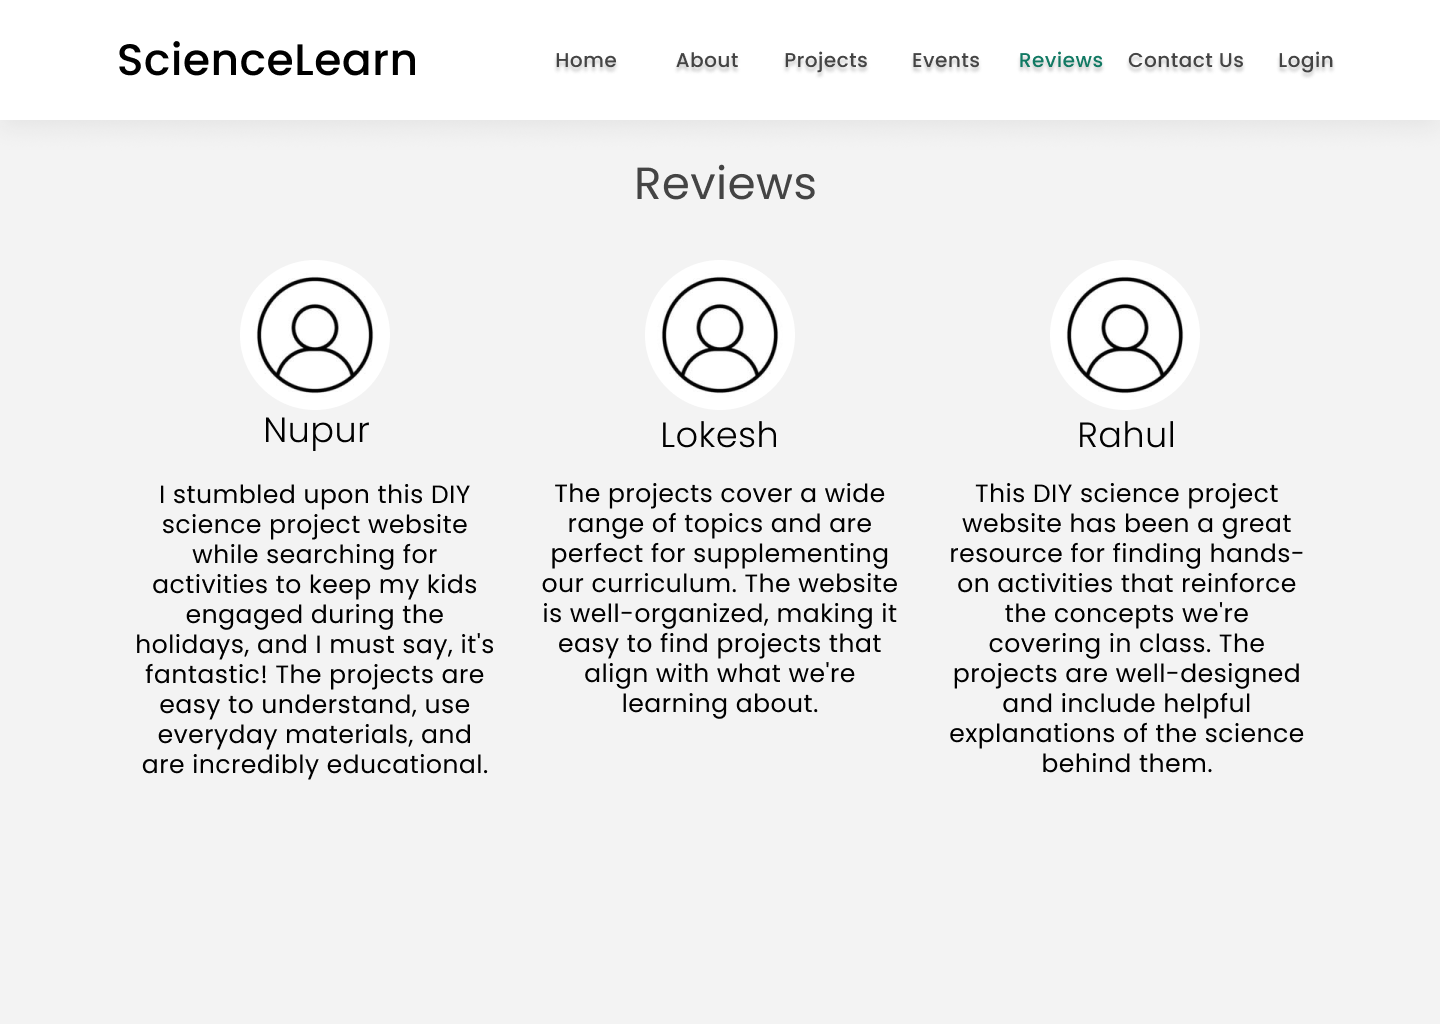 ScienceLearn
Home About Projects Events Reviews Contact Us Login
Reviews
Nupur
I stumbled upon this DIY
science project website
while searching for
activities to keep my kids
engaged during the
holidays, and I must say, it's
fantastic! The projects are
easy to understand, use
everyday materials, and
are incredibly educational.
Lokesh
The projects cover a wide
range of topics and are
perfect for supplementing
our curriculum. The website
is well-organized, making it
easy to find projects that
align with what we're
learning about.
Rahul
This DIY science project
website has been a great
resource for finding hands-
on activities that reinforce
the concepts we're
covering in class. The
projects are well-designed
and include helpful
explanations of the science
behind them.